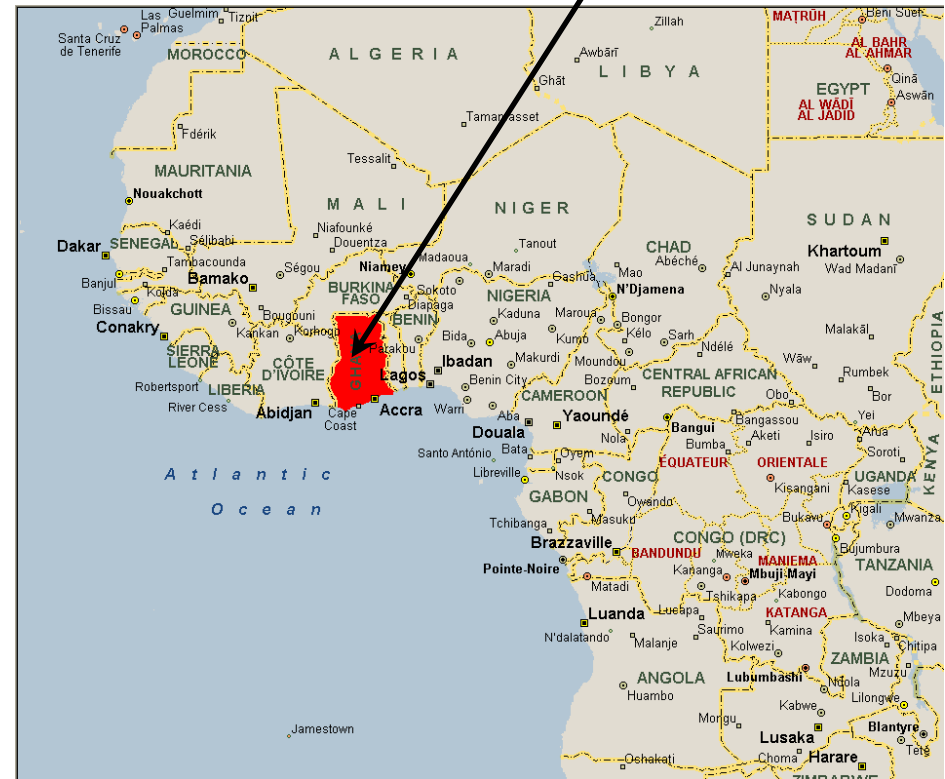 Las
Palmas
Guelmim
Tiznit
Santa Cruz
de Tenerife
MOROCCO
ALGERIA
Zillah
Awbārī
LIBYA
Ghāt
MAṬRŪH
Beni Suef
AL BAHR
AL AHMAR
Qinā
EGYPT
Aswān
AL WĀDĪ
AL JADID
Tamanrasset
Fdérik
Tessalit
MAURITANIA
Nouakchott
MALI
NIGER
SUDAN
Kaédi
Niafounké
Dakar
SENEGAL
Sélibabi
Douentza
Tanout
CHAD
Khartoum
Tambacounda
Ségou
Niamey
Madaoua
Maradi
Abéché
Al Junaynah
Wad Madanī
Banjul
Kolda
Bamako
BURKINA
FASO
Sokoto
Gashua
Mao
N'Djamena
Nyala
Bissau
GUINEA
Bougouni
Diapaga
NIGERIA
Conakry
Kankan
Korhogo
BENIN
Kaduna
Maroua
Bongor
Malakāl
ETHIOPIA
SIERRA
LEONE
CÔTE
D'IVOIRE
GHA
Parakou
Bida
Abuja
Kumo
Kélo
Sarh
Ndélé
Ibadan
Makurdi
Moundou
Wāw
Rumbek
Robertsport
LIBERIA
Lagos
Benin City
Bozoum
CENTRAL AFRICAN
REPUBLIC
Obo
Bor
River Cess
Abidjan
Cape
Coast
Accra
Warri
Aba
CAMEROON
Yaoundé
Bangui
Bangassou
Yei
Douala
Nola
Bumba
Aketi
Isiro
Arua
Santo António
Bata
Oyem
ÉQUATEUR
ORIENTALE
Soroti
KENYA
Atlantic
Ocean
Libreville
Nsok
CONGO
Kisangani
UGANDA
Kasese
GABON
Owando
Kigali
Tchibanga
Masuku
CONGO (DRC)
Bukavu
Mwanza
Brazzaville
BANDUNDU
Mweka
MANIEMA
Bujumbura
Pointe-Noire
Kananga
Mbuji-Mayi
TANZANIA
Matadi
Tshikapa
Kabongo
Dodoma
Luanda
Lucapa
KATANGA
N'dalatando
Malanje
Saurimo
Kamina
Mbeya
Kolwezi
Isoka
Chitipa
ZAMBIA
Mzuzu
ANGOLA
Lubumbashi
Ndola
Huambo
Kabwe
Lilongwe
Mongu
Blantyre
Jamestown
Lusaka
Tete
Oshakati
Choma
Harare
ZIMBABWE